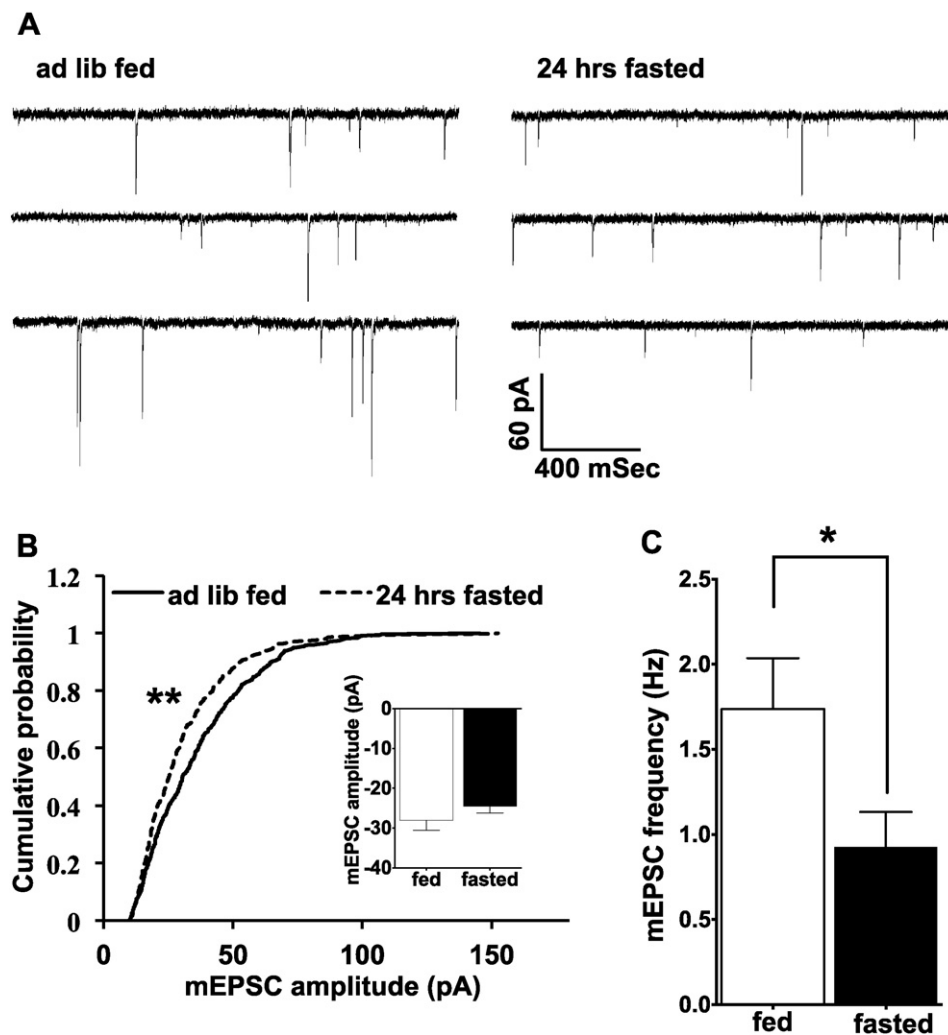 A
ad lib fed
24 hrs fasted
60 pA
400 mSec
B
ad lib fed
24 hrs fasted
**
Cumulative probability
1.2
1
0.8
0.6
0.4
0.2
0
0
50
100
150
mEPSC amplitude (pA)
mEPSC amplitude (pA)
0
-10
-20
-30
-40
fed
fasted
C
*
mEPSC frequency (Hz)
2.5
2.0
1.5
1.0
0.5
0.0
fed
fasted